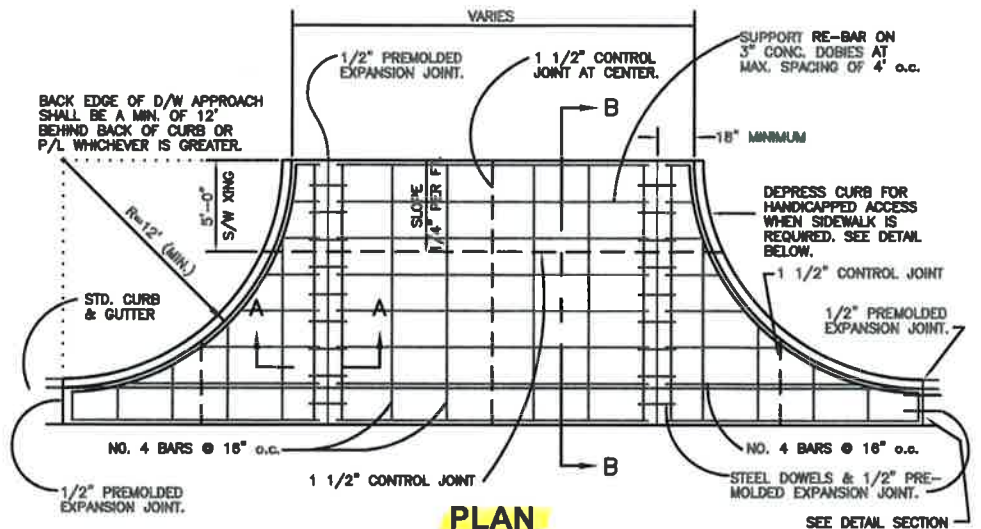 VARIES
1/2" PREMOLDED
EXPANSION JOINT.
1 1/2" CONTROL
JOINT AT CENTER.
SUPPORT RE-BAR ON
3" CONC. DOBIES AT
MAX. SPACING OF 4' o.c.
B
BACK EDGE OF D/W APPROACH
SHALL BE A MIN. OF 12'
BEHIND BACK OF CURB OR
P/L WHICHEVER IS GREATER.
18" MINIMUM
5'-0"
S/W XING
SLOPE
1/4" PER F
R=12' (MIN.)
DEPRESS CURB FOR
HANDICAPPED ACCESS
WHEN SIDEWALK IS
REQUIRED. SEE DETAIL
BELOW.
1 1/2" CONTROL JOINT
STD. CURB
& GUTTER
A
A
1/2" PREMOLDED
EXPANSION JOINT.
NO. 4 BARS @ 16" o.c.
NO. 4 BARS @ 16" o.c.
B
1 1/2" CONTROL JOINT
STEEL DOWELS & 1/2" PRE-
MOLDED EXPANSION JOINT.
1/2" PREMOLDED
EXPANSION JOINT.
PLAN
SEE DETAIL SECTION